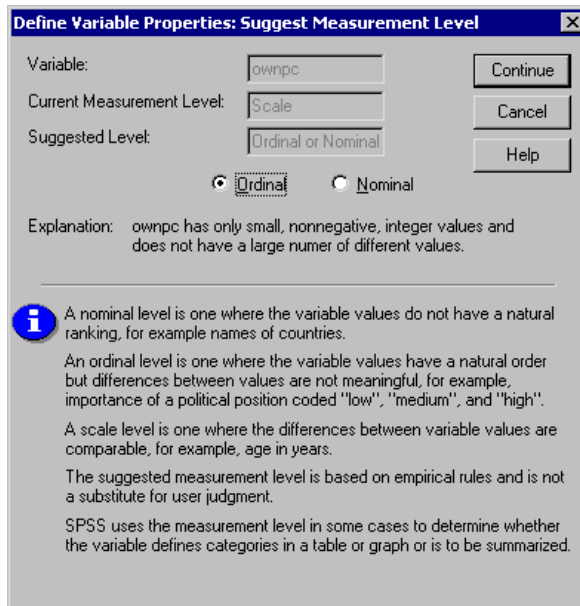 Define Variable Properties: Suggest Measurement Level
Variable:
ownpc
Continue
Current Measurement Level:
Scale
Cancel
Suggested Level:
Ordinal or Nominal
Help
Ordinal
Nominal
Explanation:
ownpc has only small, nonnegative, integer values and
does not have a large numer of different values.
A nominal level is one where the variable values do not have a natural
ranking, for example names of countries.
An ordinal level is one where the variable values have a natural order
but differences between values are not meaningful, for example,
importance of a political position coded "low", "medium", and "high".
A scale level is one where the differences between variable values are
comparable, for example, age in years.
The suggested measurement level is based on empirical rules and is not
a substitute for user judgment.
SPSS uses the measurement level in some cases to determine whether
the variable defines categories in a table or graph or is to be summarized.